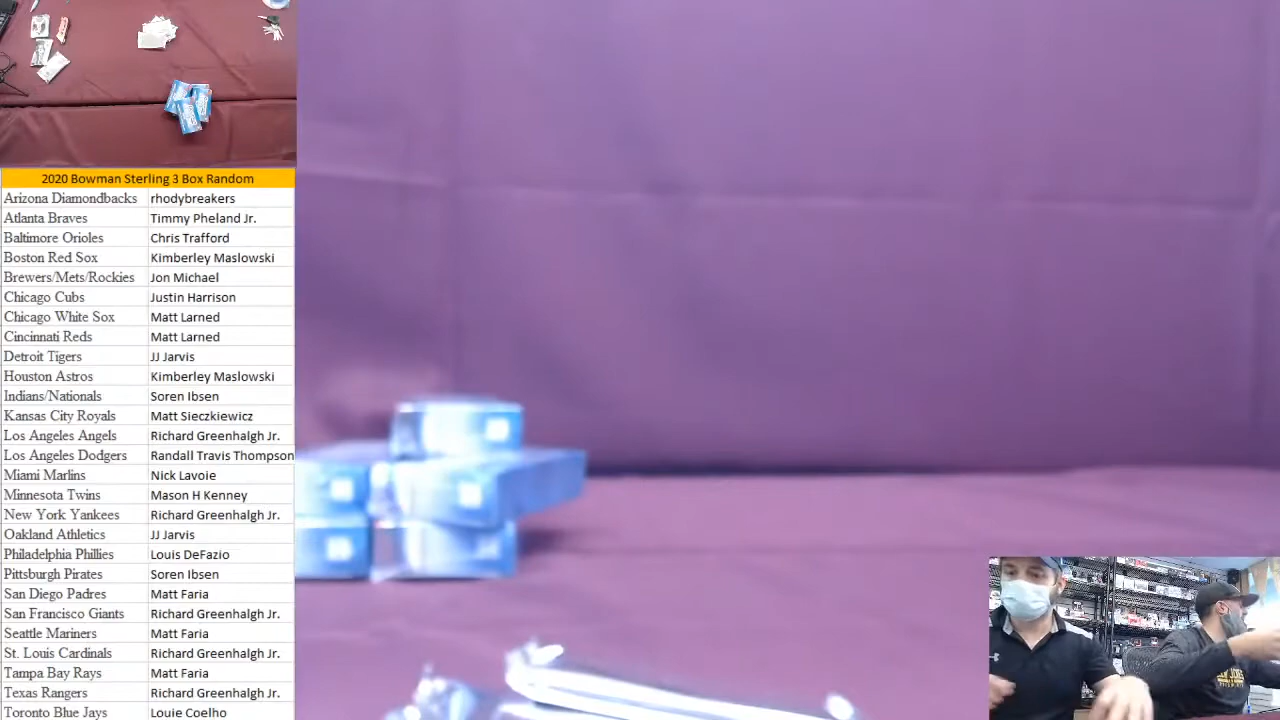 2020 Bowman Sterling 3 Box Random
Arizona Diamondbacks rhodybreakers
Atlanta Braves Timmy Pheland Jr.
Baltimore Orioles Chris Trafford
Boston Red Sox Kimberley Maslowski
Brewers/Mets/Rockies Jon Michael
Chicago Cubs Justin Harrison
Chicago White Sox Matt Larned
Cincinnati Reds Matt Larned
Detroit Tigers JJ Jarvis
Houston Astros Kimberley Maslowski
Indians/Nationals Soren Ibsen
Kansas City Royals Matt Sieczkiewicz
Los Angeles Angels Richard Greenhalgh Jr.
Los Angeles Dodgers Randall Travis Thompson
Miami Marlins Nick Lavoie
Minnesota Twins Mason H Kenney
New York Yankees Richard Greenhalgh Jr.
Oakland Athletics JJ Jarvis
Philadelphia Phillies Louis DeFazio
Pittsburgh Pirates Soren Ibsen
San Diego Padres Matt Faria
San Francisco Giants Richard Greenhalgh Jr.
Seattle Mariners Matt Faria
St. Louis Cardinals Richard Greenhalgh Jr.
Tampa Bay Rays Matt Faria
Texas Rangers Richard Greenhalgh Jr.
Toronto Blue Jays Louie Coelho